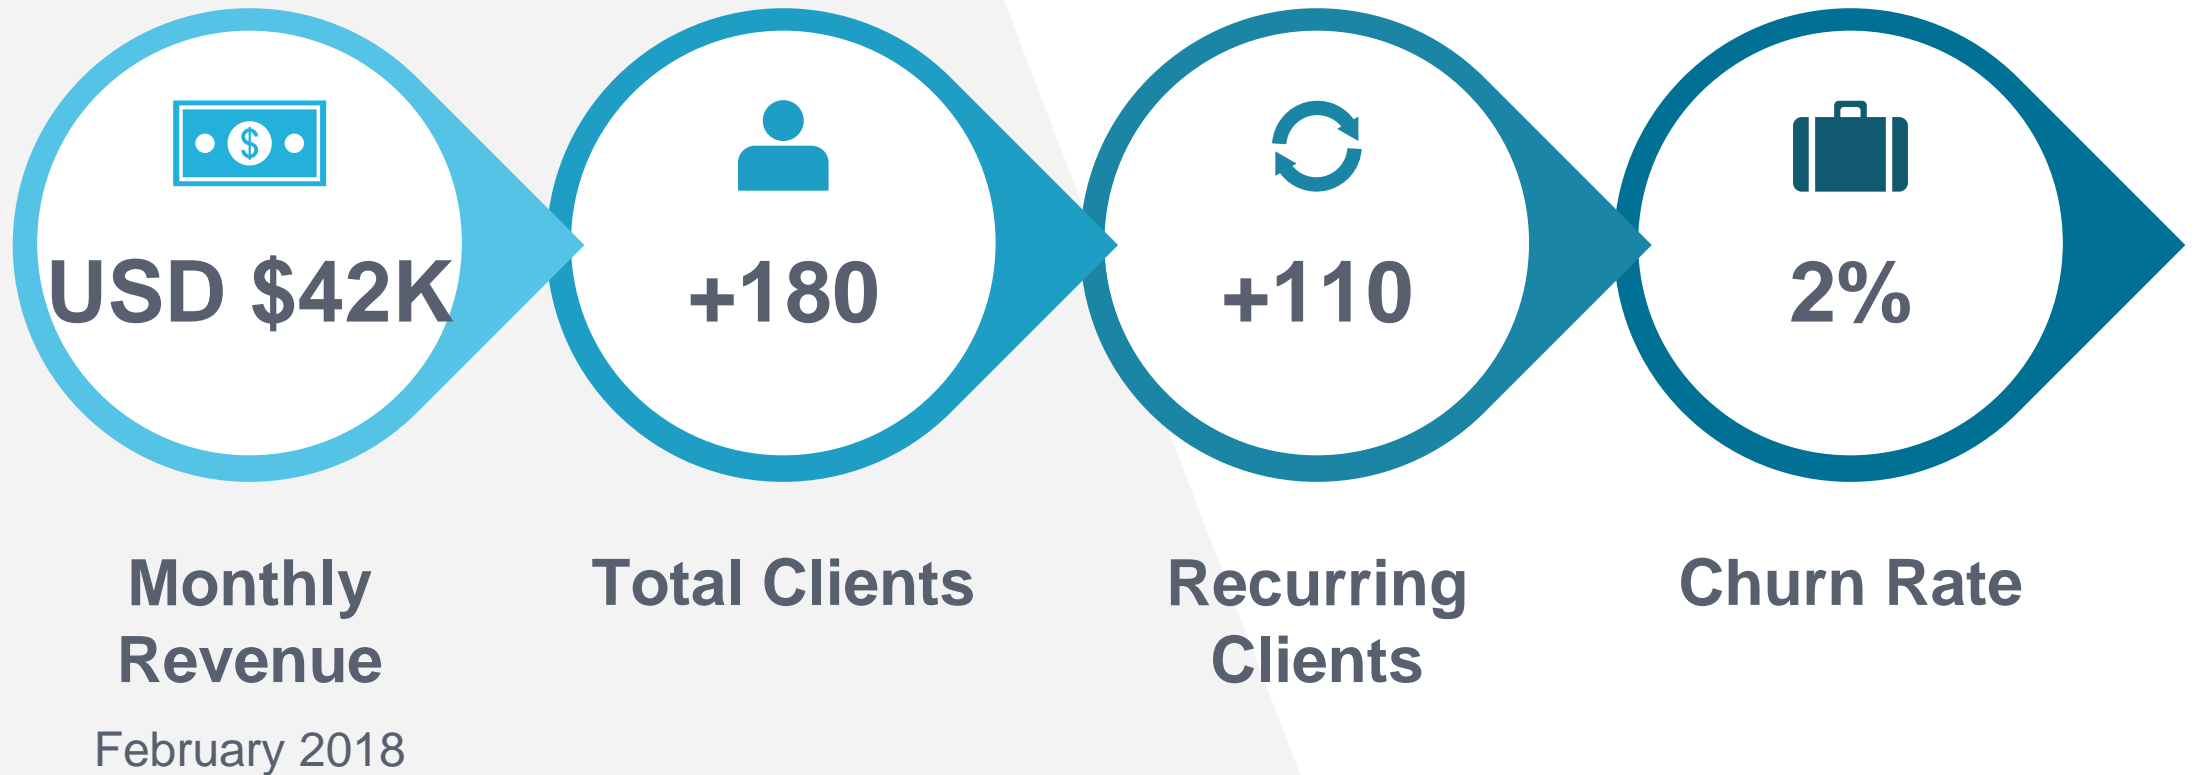 $
USD $42K
Monthly
Revenue
February 2018
+180
Total Clients
+110
Recurring
Clients
2%
Churn Rate